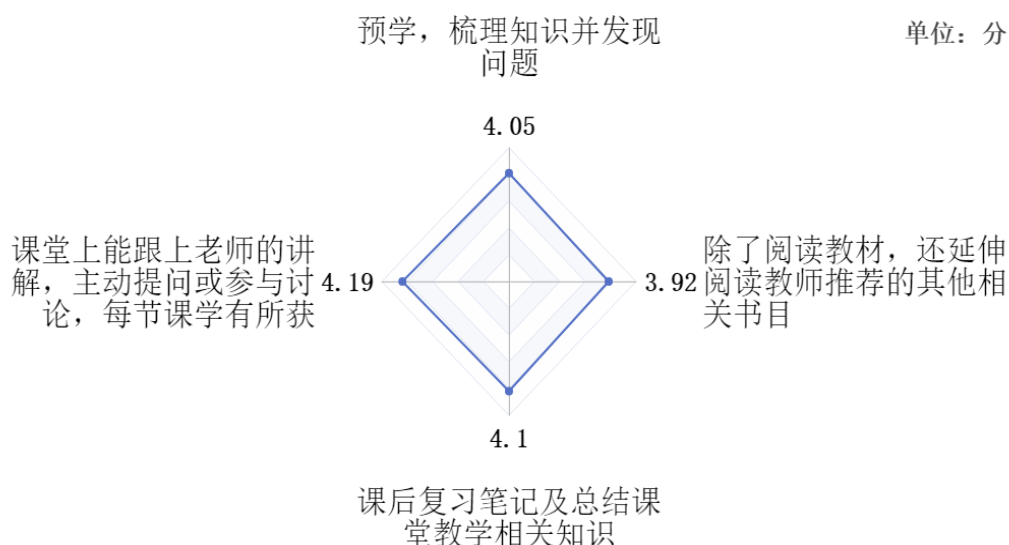 预学，梳理知识并发现
问题
单位：分
4.05
课堂上能跟上老师的讲
解，主动提问或参与讨
论，每节课学有所获
4.19
3.92
除了阅读教材，还延伸
阅读教师推荐的其他相
关书目
4.1
课后复习笔记及总结课
堂教学相关知识